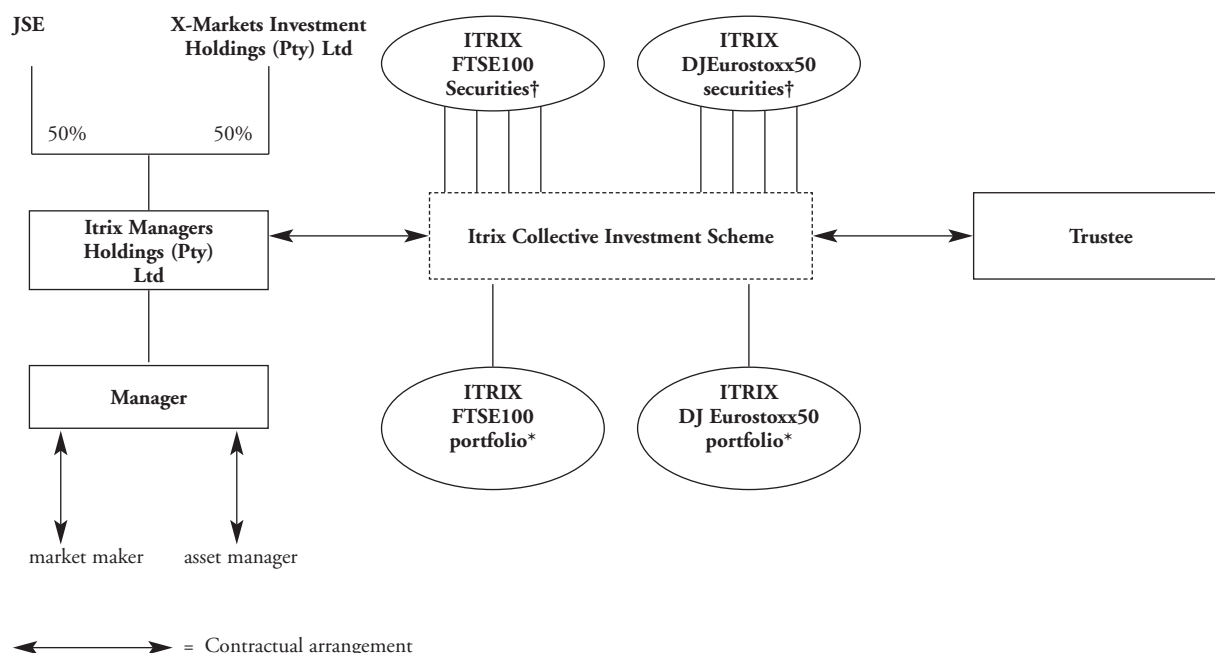 JSE
X-Markets Investment
Holdings (Pty) Ltd
50%
50%
ITRIX
FTSE100
Securities†
ITRIX
DJEurostoxx50
securities†
Itrix Managers
Holdings (Pty)
Ltd
Itrix Collective Investment Scheme
Trustee
Manager
ITRIX
FTSE100
portfolio*
ITRIX
DJ Eurostoxx50
portfolio*
market maker
asset manager
= Contractual arrangement